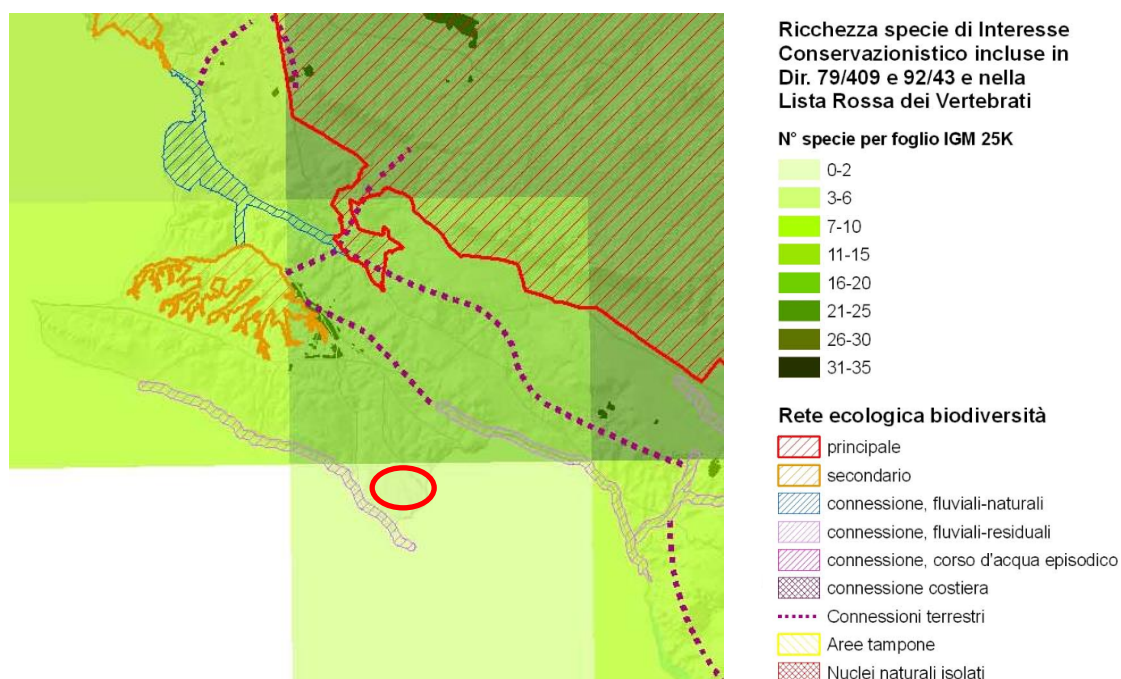 Ricchezza specie di Interesse
Conservazionistico incluse in
Dir. 79/409 e 92/43 e nella
Lista Rossa dei Vertebrati
N° specie per foglio IGM 25K
0-2
3-6
7-10
11-15
16-20
21-25
26-30
31-35
Rete ecologica biodiversità
principale
secondario
connessione, fluviali-naturali
connessione, fluviali-residuali
connessione, corso d'acqua episodico
connessione costiera
Connessioni terrestri
Aree tampone
Nuclei naturali isolati